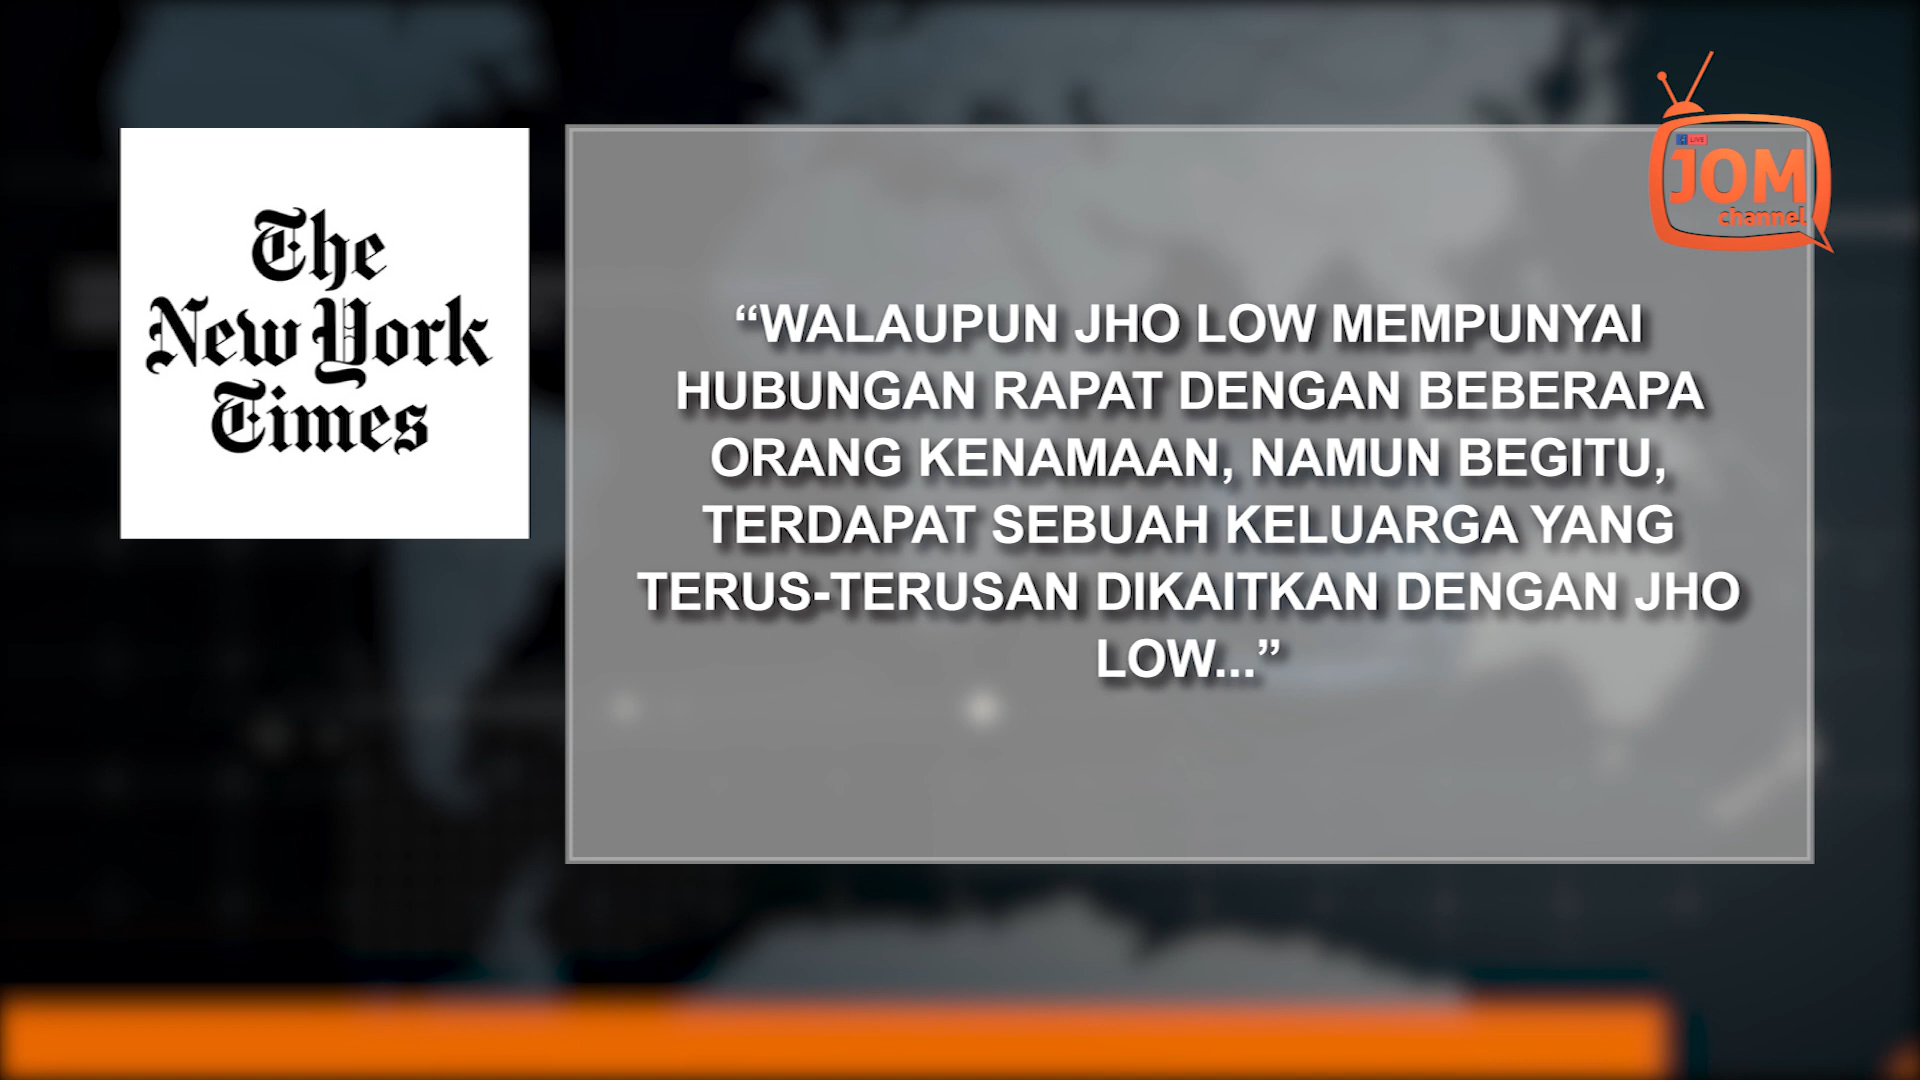 The
New York
Times
LIVE
JOM
channel
“WALAUPUN JHO LOW MEMPUNYAI
HUBUNGAN RAPAT DENGAN BEBERAPA
ORANG KENAMAAN, NAMUN BEGITU,
TERDAPAT SEBUAH KELUARGA YANG
TERUS-TERUSAN DIKAITKAN DENGAN JHO
LOW...”